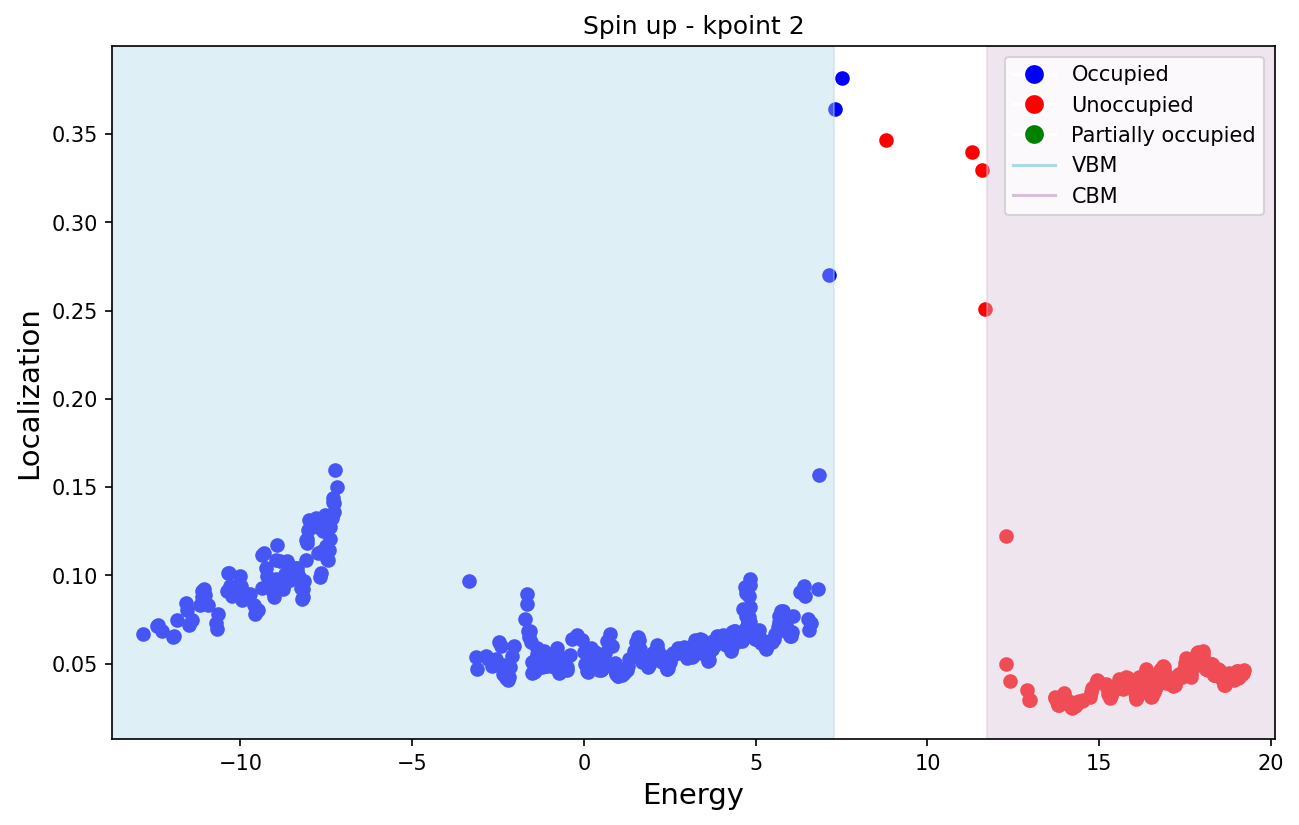 Spin up - kpoint 2
Localization
0.35
0.30
0.25
0.20
0.15
0.10
0.05
Occupied
Unoccupied
Partially occupied
VBM
CBM
−10
−5
0
5
10
15
20
Energy